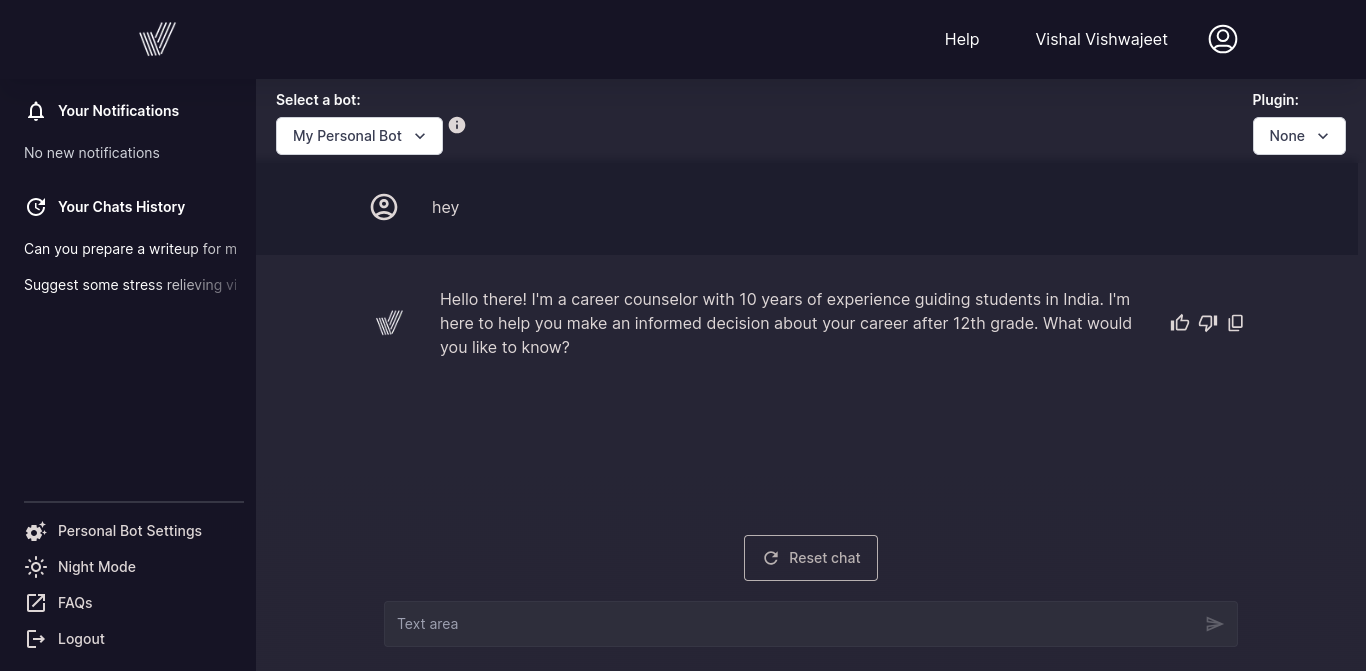 Help
Vishal Vishwajeet
Your Notifications
No new notifications
Your Chats History
Can you prepare a writeup for m
Suggest some stress relieving vi
Personal Bot Settings
Night Mode
FAQs
Logout
Select a bot:
My Personal Bot
Plugin:
None
hey
Hello there! I'm a career counselor with 10 years of experience guiding students in India. I'm
here to help you make an informed decision about your career after 12th grade. What would
you like to know?
Reset chat
Text area